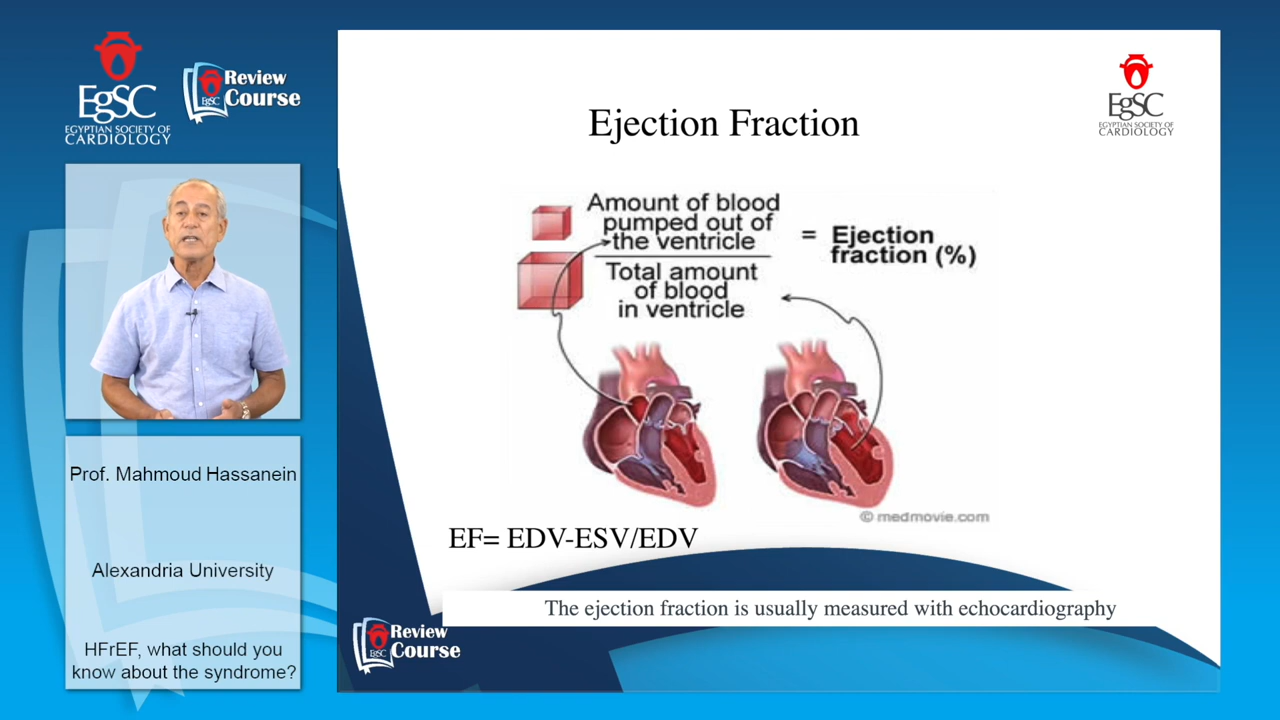 EgSC
EGYPTIAN SOCIETY OF
CARDIOLOGY
Review
EgSC Course
Prof. Mahmoud Hassanein
Alexandria University
HFrEF, what should you
know about the syndrome?
EgSC
EGYPTIAN SOCIETY OF
CARDIOLOGY
Ejection Fraction
Amount of blood
pumped out of
the ventricle
Total amount
of blood
in ventricle
= Ejection
fraction (%)
© medmovie.com
EF= EDV-ESV/EDV
The ejection fraction is usually measured with echocardiography
Review
EgSC Course